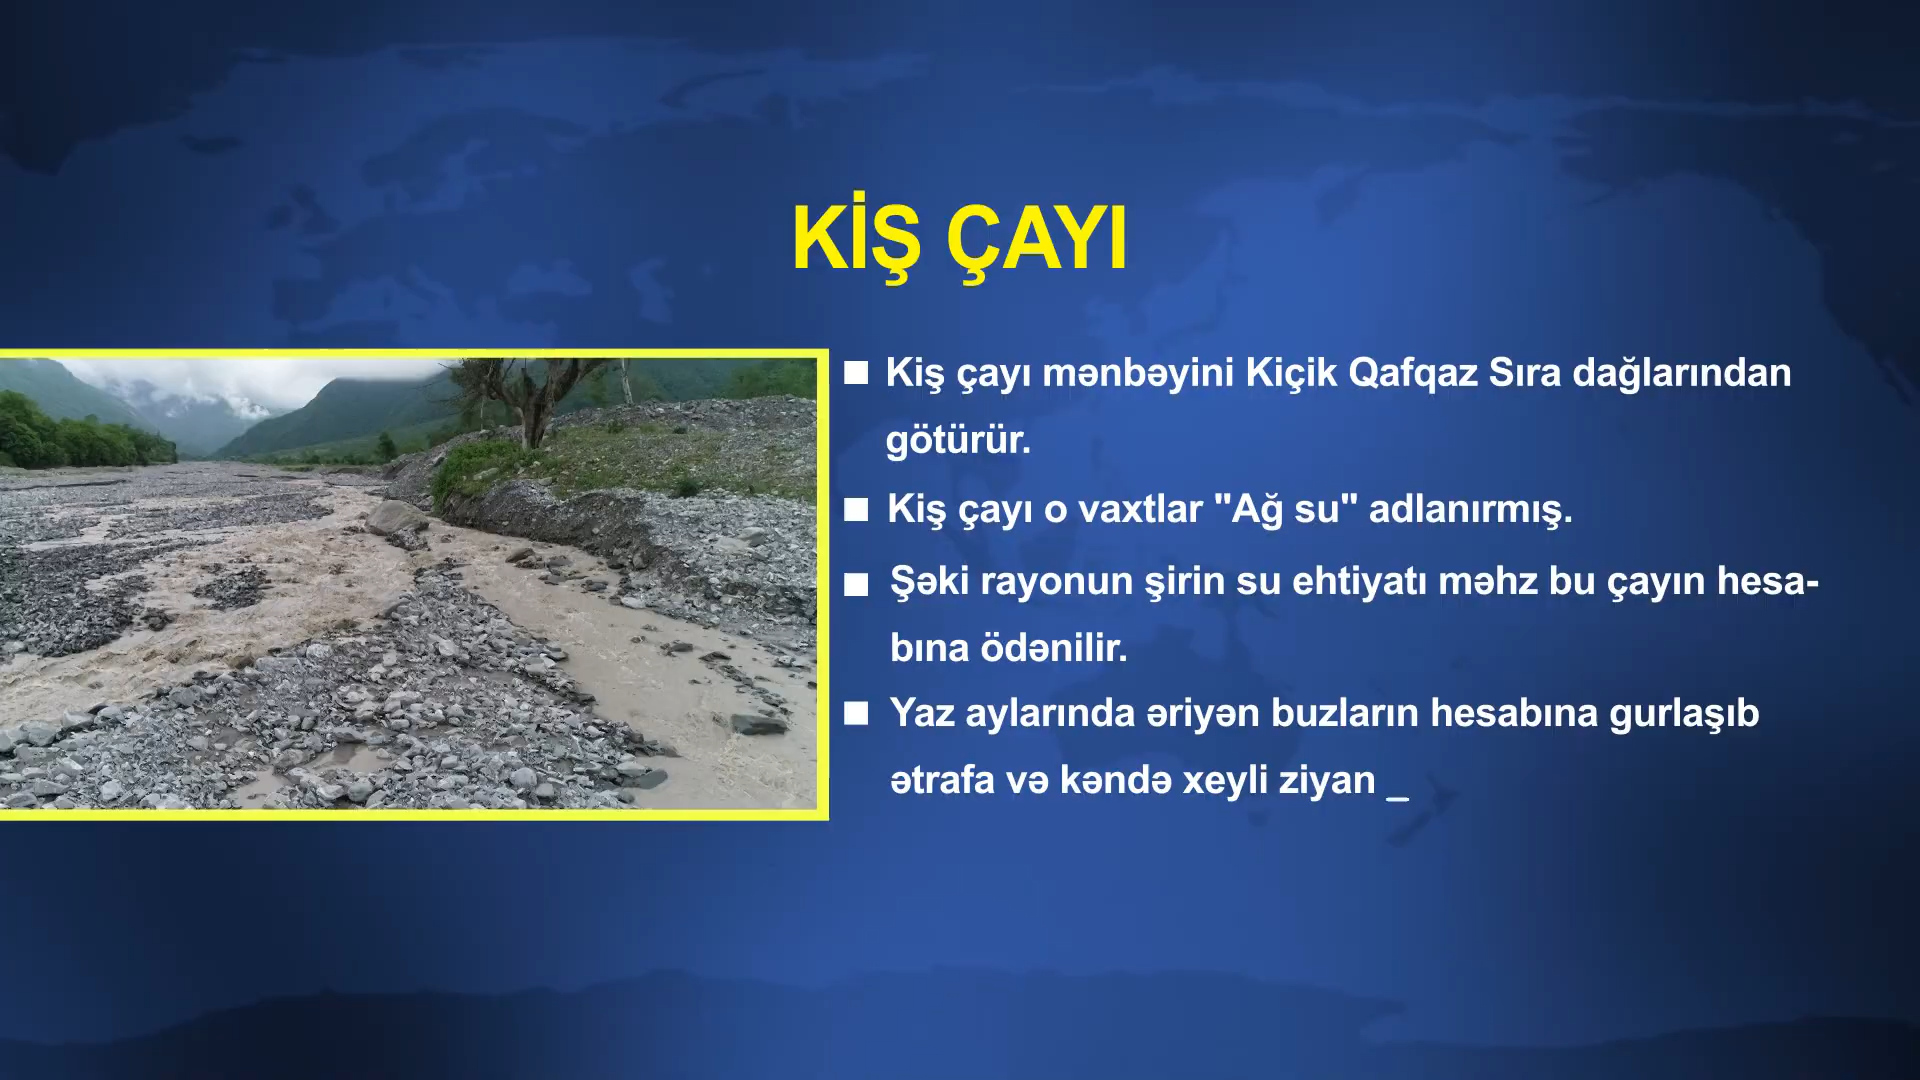 KİŞ ÇAYI
Kiş çayı mənbəyini Kiçik Qafqaz Sıra dağlarından
götürür.
Kiş çayı o vaxtlar "Ağ su" adlanırmış.
Şəki rayonun şirin su ehtiyatı məhz bu çayın hesa-
bına ödənilir.
Yaz aylarında əriyən buzların hesabına gurlaşıb
ətrafa və kəndə xeyli ziyan _